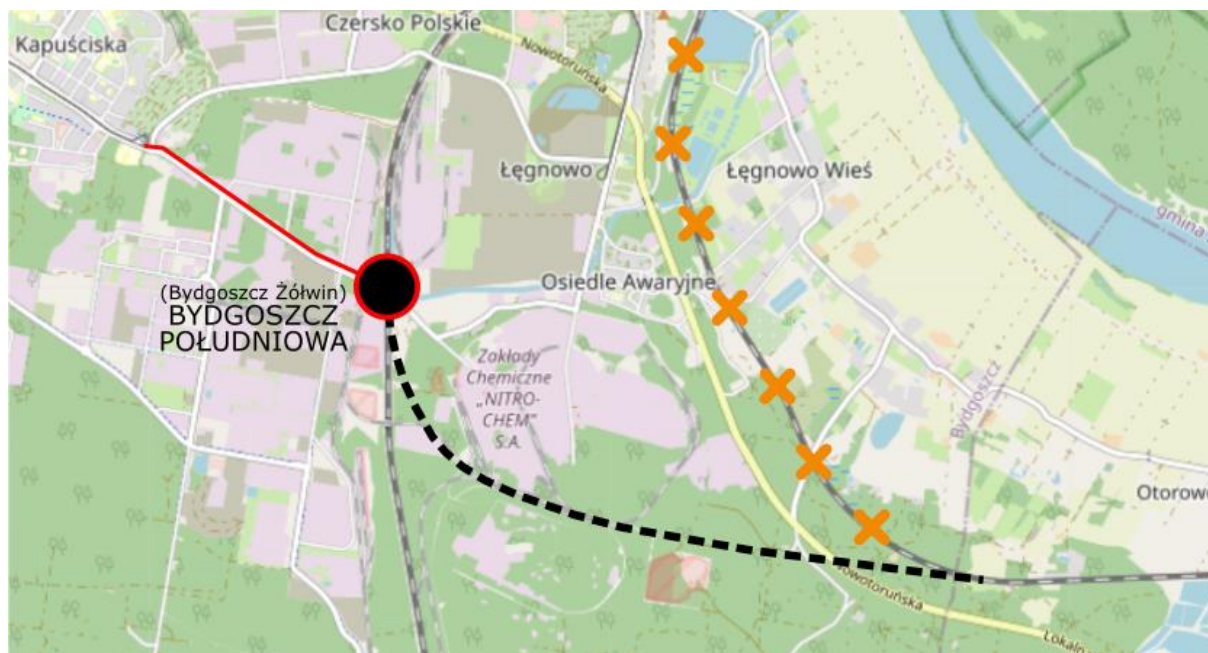 Czersko Polskie
Kapuściska
Nowotoruńska
Łęgnowo
Łęgnowo Wieś
gmina
Osiedle Awaryjne
(Bydgoszcz Żółwin)
BYDGOSZCZ
POŁUDNIOWA
Zakłady
Chemiczne
„NITRO-
CHEM”
S.A.
Bydgoszcz
Otorowo
Nowotoruńska